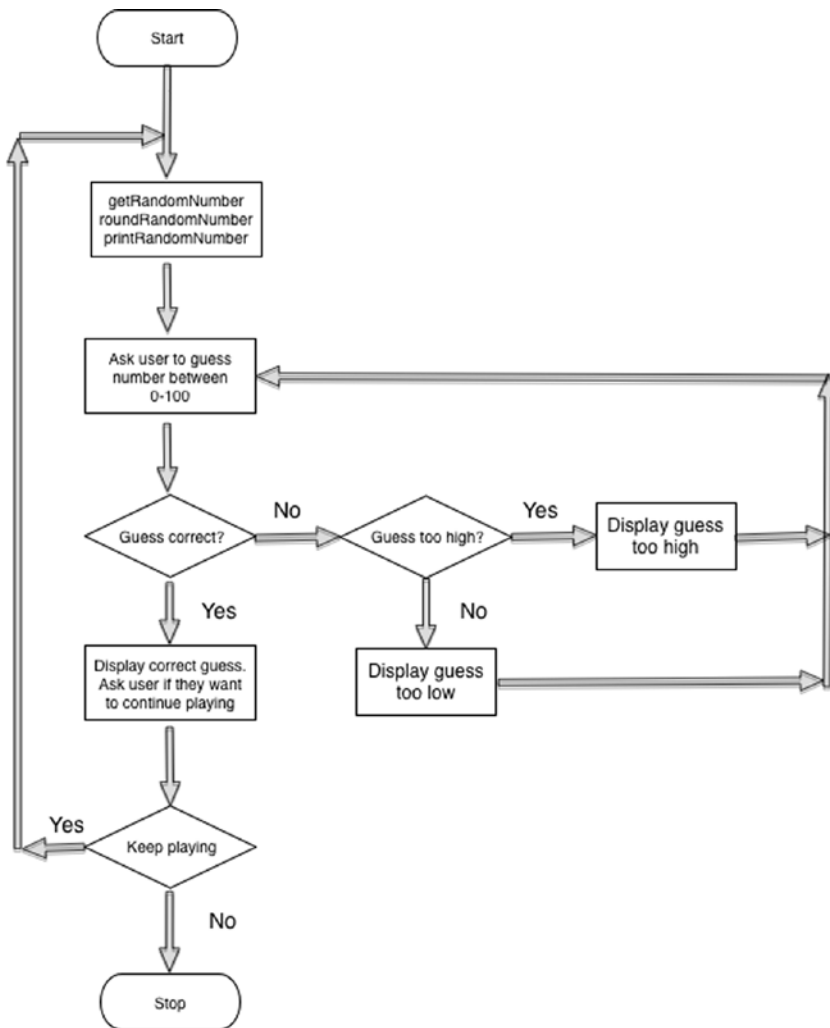 Start
getRandomNumber
roundRandomNumber
printRandomNumber
Ask user to guess
number between
0-100
Guess correct?
No
Guess too high?
Yes
Display guess
too high
Yes
No
Display correct guess.
Ask user if they want
to continue playing
Display guess
too low
Yes
Keep playing
No
Stop